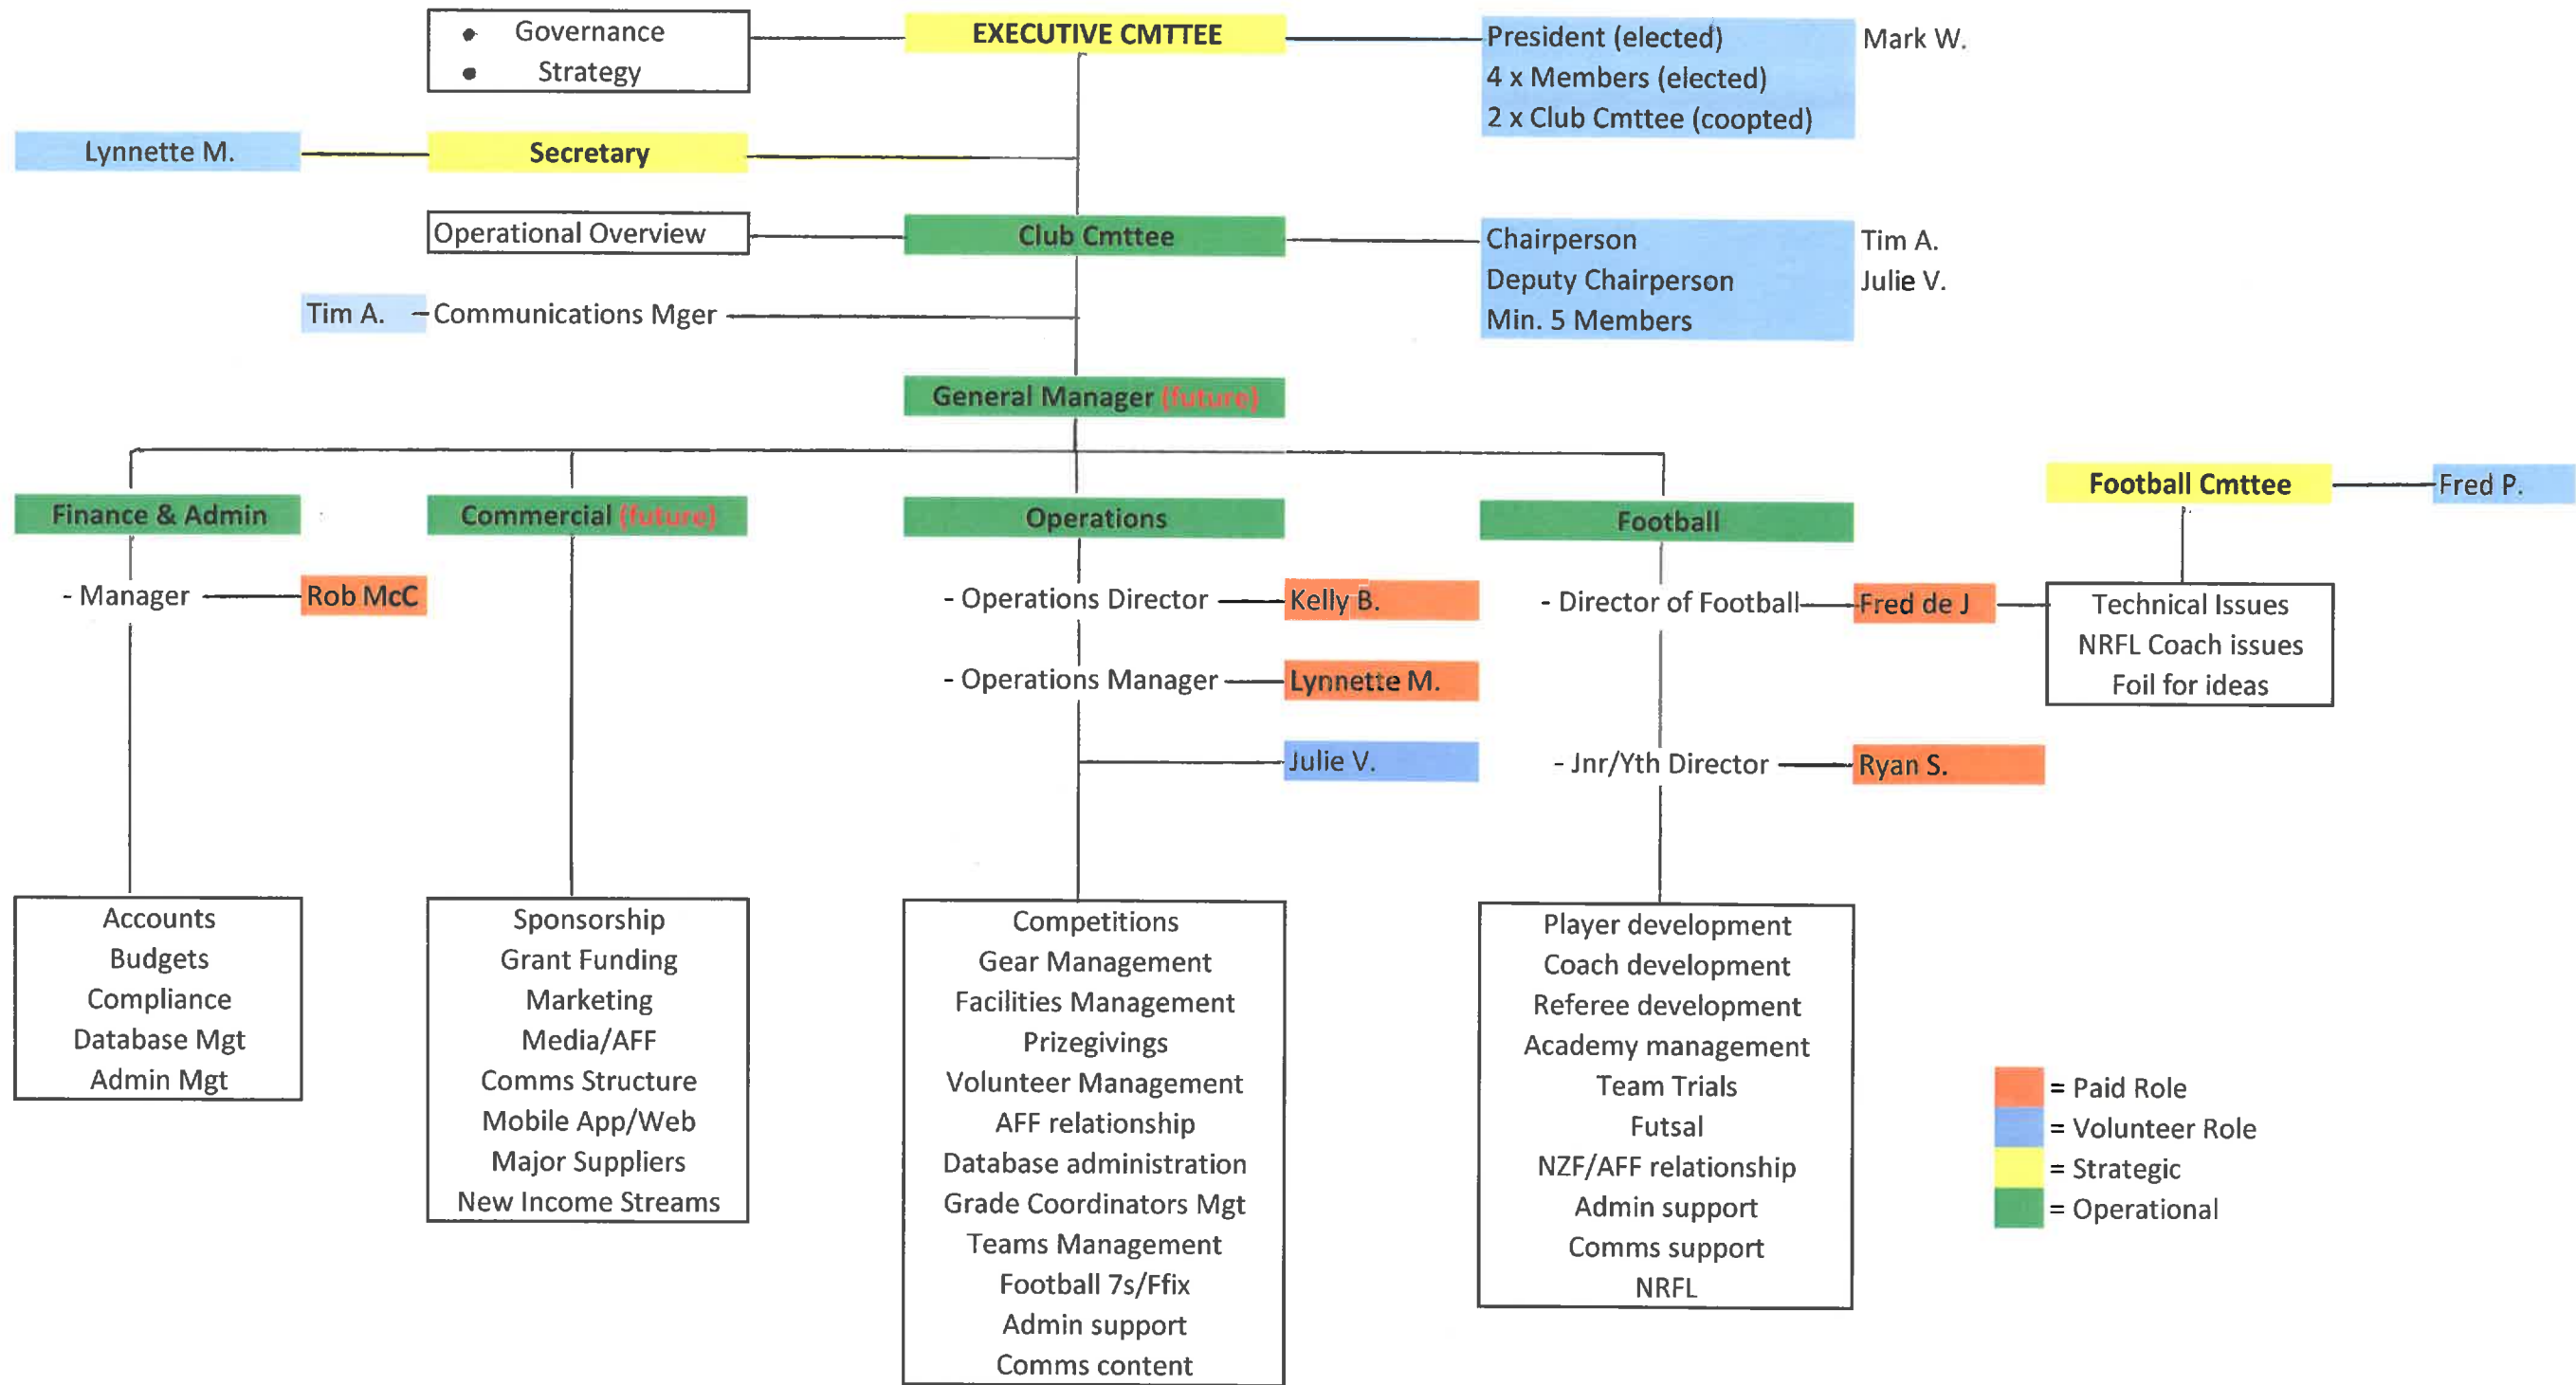 • Governance
• Strategy
EXECUTIVE CMTTEE
President (elected) Mark W.
4 x Members (elected)
2 x Club Cmttee (coopted)
Lynnette M.
Secretary
Operational Overview
Club Cmttee
Chairperson Tim A.
Deputy Chairperson Julie V.
Min. 5 Members
Tim A.
Communications Mger
General Manager (future)
Finance & Admin
Commercial (future)
Operations
Football
Football Cmttee
Fred P.
- Manager
Rob McC
- Operations Director
Kelly B.
- Operations Manager
Lynnette M.
Julie V.
- Director of Football
Fred de J
- Jnr/Yth Director
Ryan S.
Technical Issues
NRFL Coach issues
Foil for ideas
Accounts
Budgets
Compliance
Database Mgt
Admin Mgt
Sponsorship
Grant Funding
Marketing
Media/AFF
Comms Structure
Mobile App/Web
Major Suppliers
New Income Streams
Competitions
Gear Management
Facilities Management
Prizegivings
Volunteer Management
AFF relationship
Database administration
Grade Coordinators Mgt
Teams Management
Football 7s/Ffix
Admin support
Comms content
Player development
Coach development
Referee development
Academy management
Team Trials
Futsal
NZF/AFF relationship
Admin support
Comms support
NRFL
= Paid Role
= Volunteer Role
= Strategic
= Operational